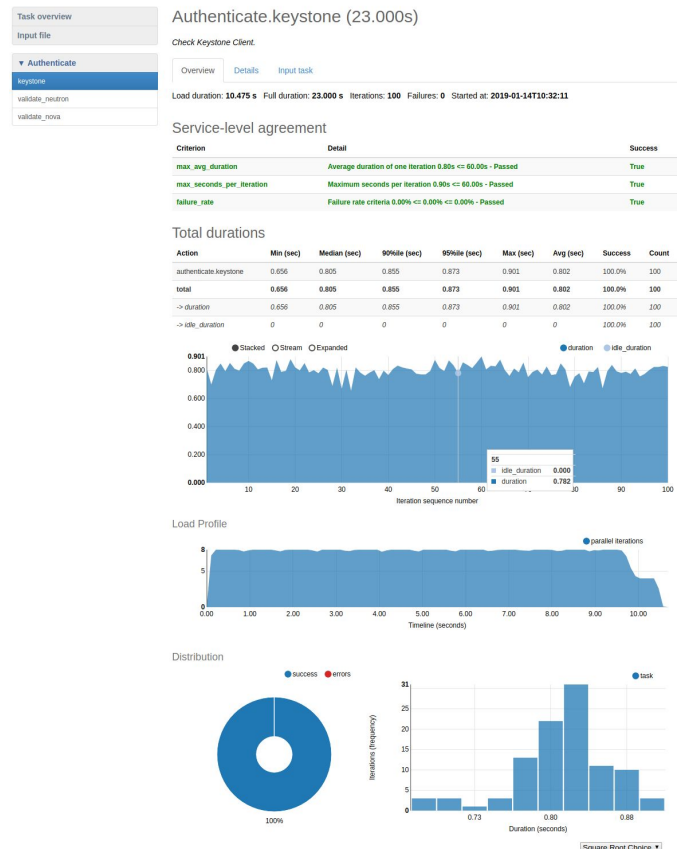 Task overview
Input file
▼ Authenticate
keystone
validate_neutron
validate_nova
Authenticate.keystone (23.000s)
Check Keystone Client.
Overview Details Input task
Load duration: 10.475 s Full duration: 23.000 s Iterations: 100 Failures: 0 Started at: 2019-01-14T10:32:11
Service-level agreement
Criterion Detail Success
max_avg_duration Average duration of one iteration 0.80s <= 60.00s - Passed True
max_seconds_per_iteration Maximum seconds per iteration 0.90s <= 60.00s - Passed True
failure_rate Failure rate criteria 0.00% <= 0.00% <= 0.00% - Passed True
Total durations
Action Min (sec) Median (sec) 90%ile (sec) 95%ile (sec) Max (sec) Avg (sec) Success Count
authenticate.keystone 0.656 0.805 0.855 0.873 0.901 0.802 100.0% 100
total 0.656 0.805 0.855 0.873 0.901 0.802 100.0% 100
-> duration 0.656 0.805 0.855 0.873 0.901 0.802 100.0% 100
-> idle_duration 0 0 0 0 0 0 100.0% 100
Stacked Stream Expanded duration idle_duration
0.901
0.800
0.600
0.400
0.200
0.000
55
idle_duration 0.000
duration 0.782
10 20 30 40 50 60 80 90 100
Iteration sequence number
Load Profile
parallel iterations
8
5
0
0.00 1.00 2.00 3.00 4.00 5.00 6.00 7.00 8.00 9.00 10.00
Timeline (seconds)
Distribution
success errors
100%
task
31
25
20
15
10
5
0
Iterations (frequency)
0.73 0.80 0.88
Duration (seconds)
Square Root Choice